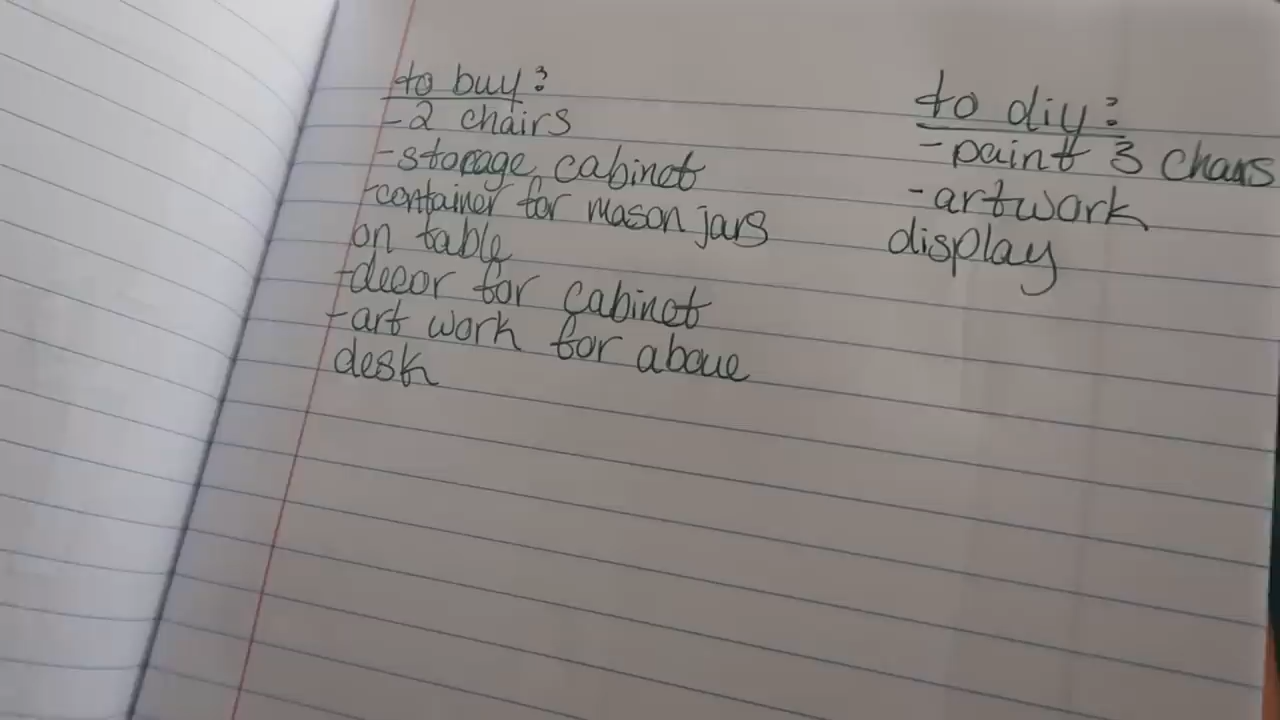 to buy:
-2 chairs
-storage cabinet
-container for mason jars
on table
-decor for cabinet
-art work for above
desk
to diy:
-paint 3 chairs
-artwork
display